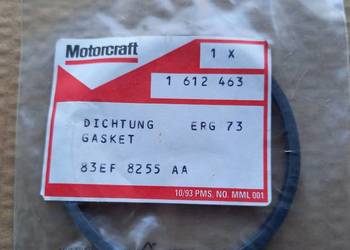 Motorcraft
1 X
1 612 463
DICHTUNG ERG 73
GASKET
83EF 8255 AA
10/93 PMS. NO. MML 001